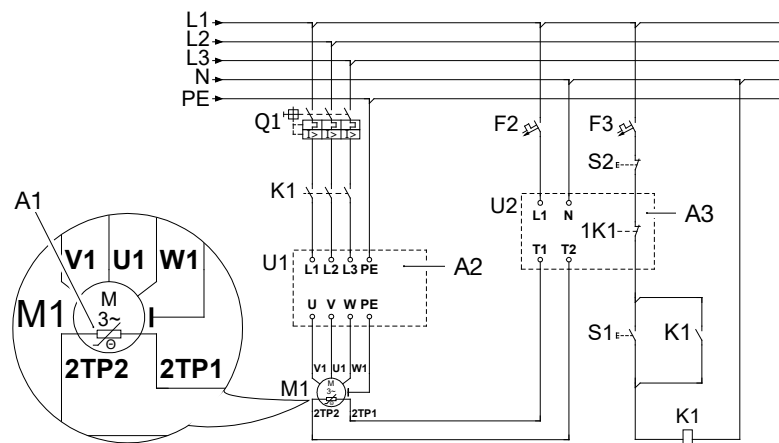 L1
L2
L3
N
PE
Q1
I> I> I>
F2
F3
S2
K1
U2
L1 N
1K1
A3
T1 T2
A1
V1 U1 W1
U1
L1 L2 L3 PE
A2
U V W PE
M1
M
3~
Θ
2TP2 2TP1
S1
K1
V1 U1 W1
M1
M
3~
2TP2 2TP1
K1